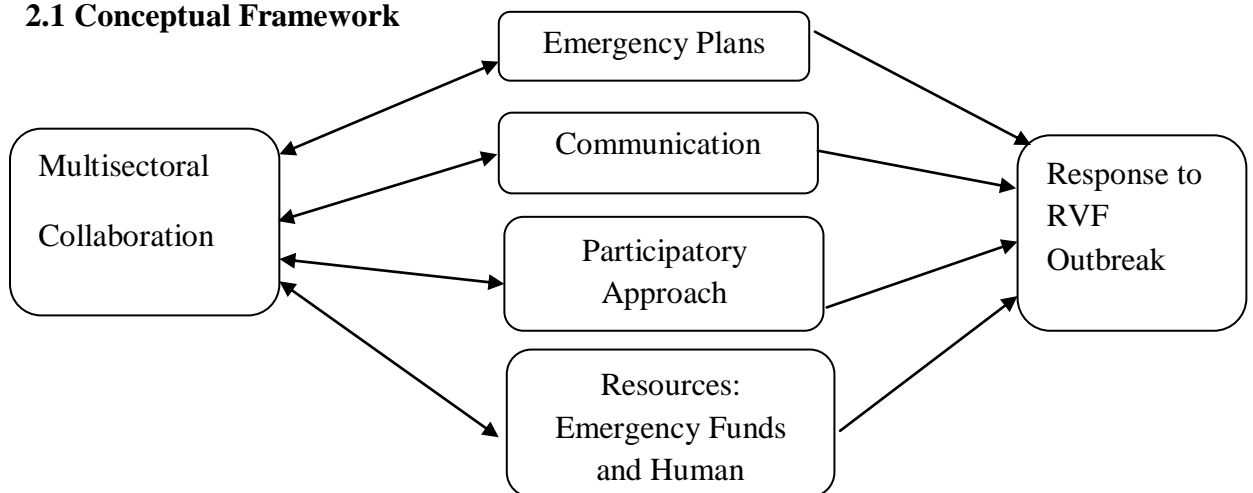 2.1 Conceptual Framework
Emergency Plans
Communication
Multisectoral
Collaboration
Participatory
Approach
Resources:
Emergency Funds
and Human
Response to
RVF
Outbreak